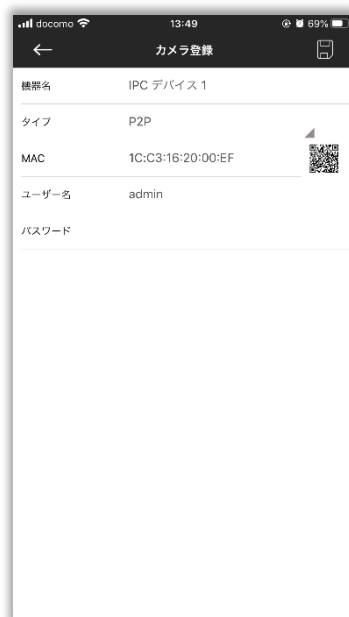 docomo 13:49 69%
カメラ登録
機器名 IPC デバイス 1
タイプ P2P
MAC 1C:C3:16:20:00:EF
ユーザー名 admin
パスワード